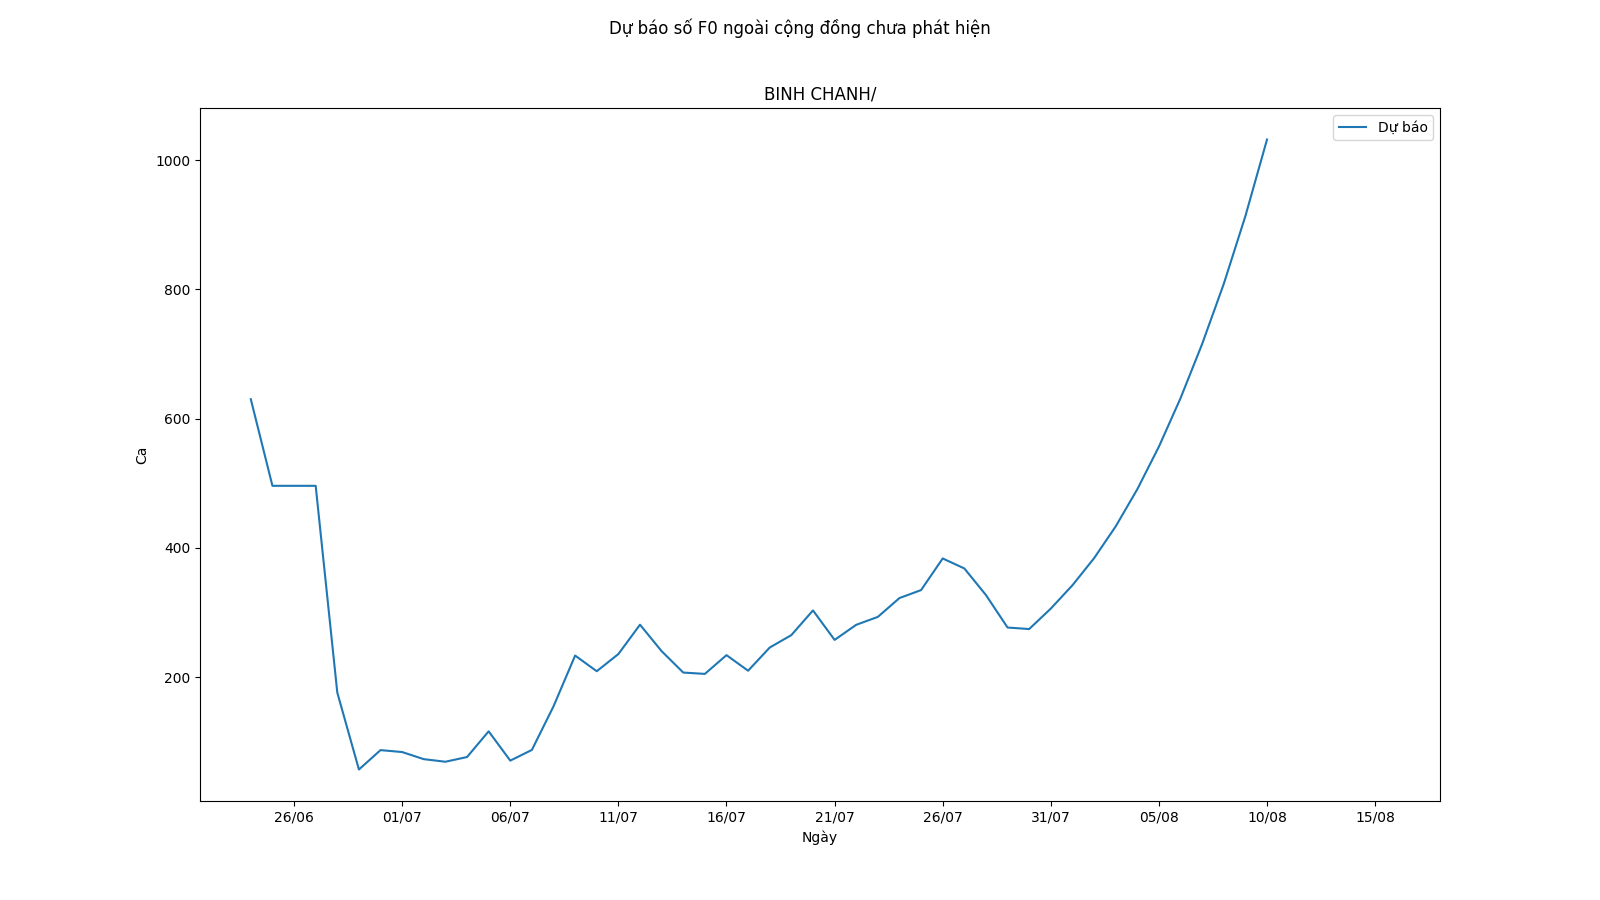 Dự báo số F0 ngoài cộng đồng chưa phát hiện
BINH CHANH/
Dự báo
1000
800
600
400
200
Ca
26/06 01/07 06/07 11/07 16/07 21/07 26/07 31/07 05/08 10/08 15/08
Ngày